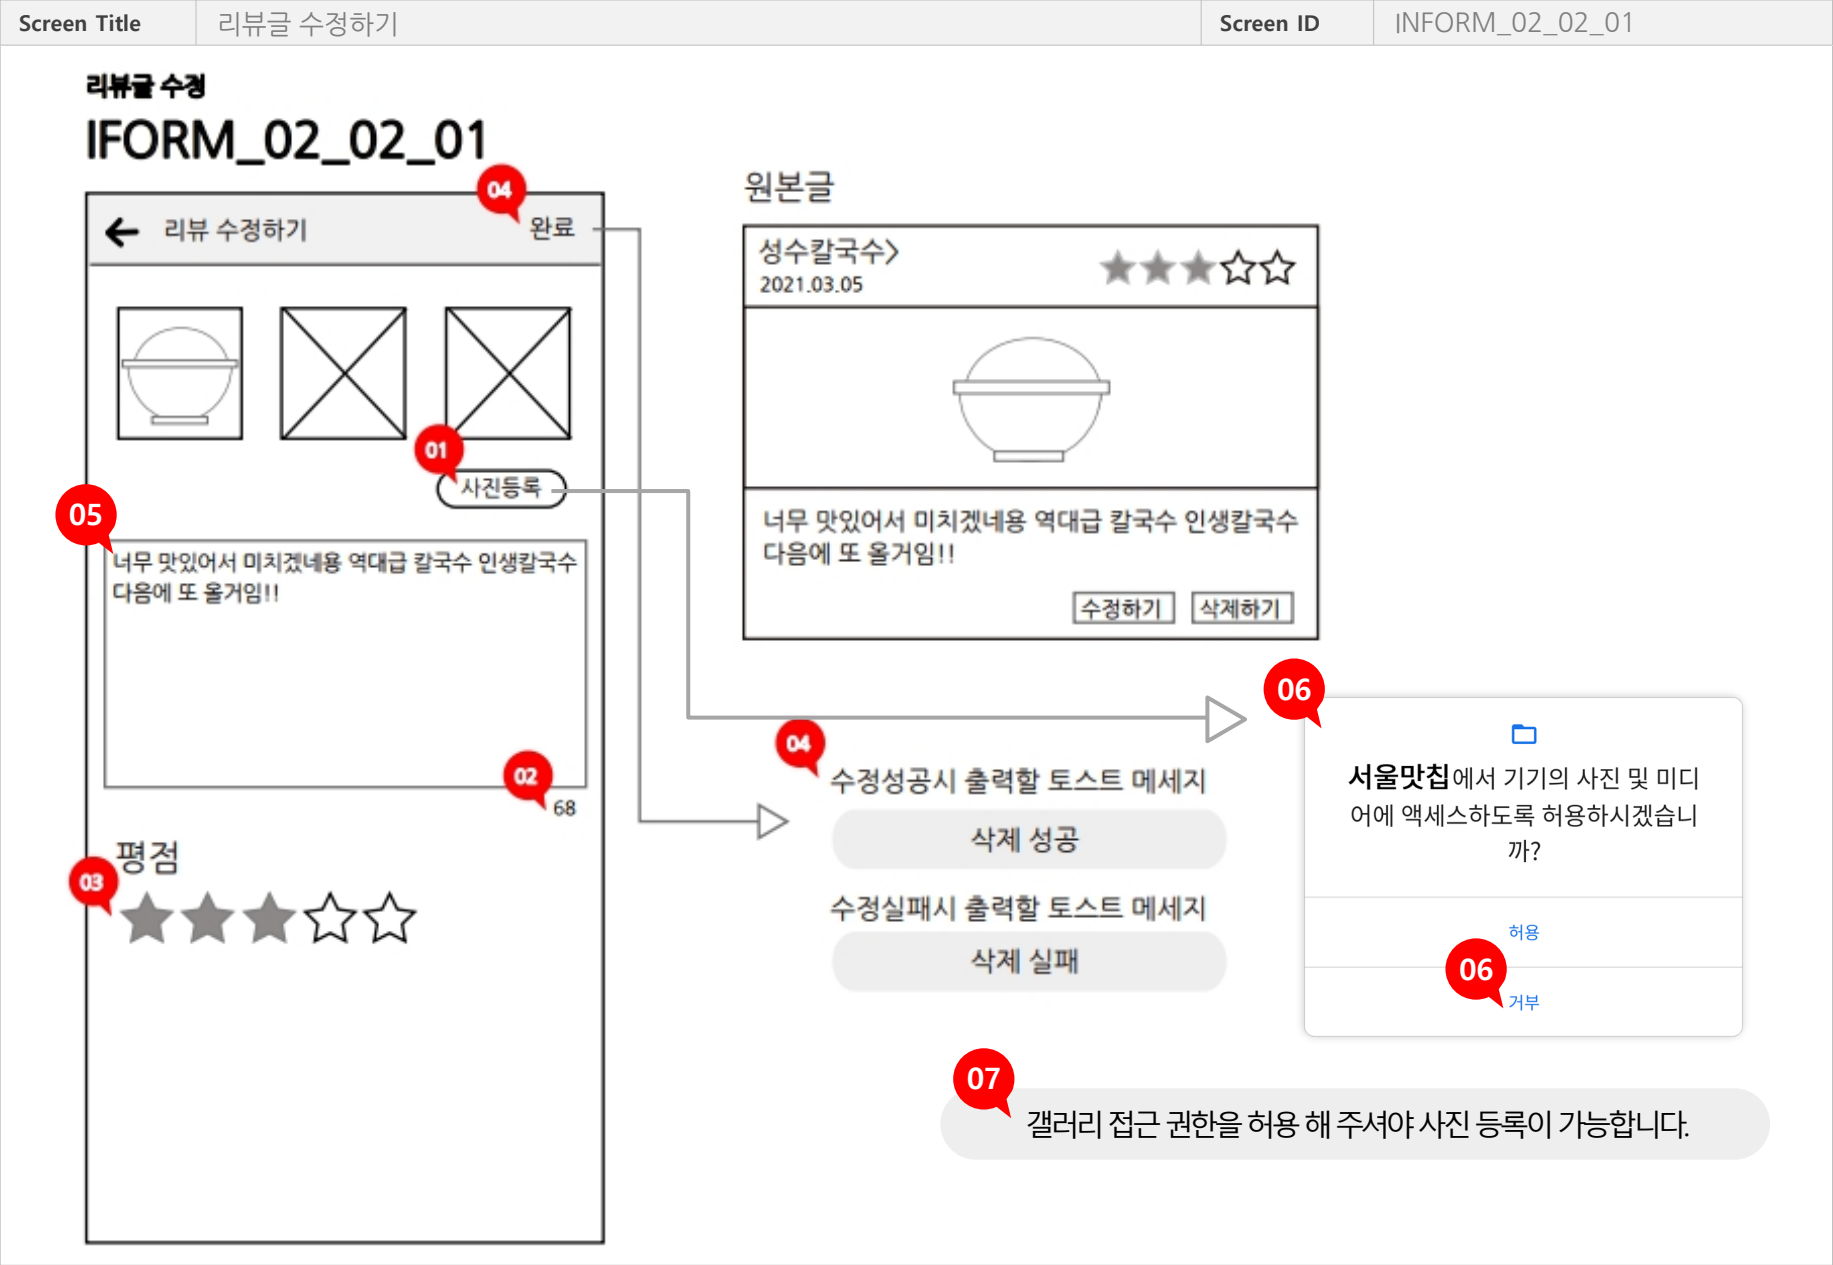 Screen Title
리뷰글 수정하기
Screen ID
INFORM_02_02_01
리뷰글 수정
IFORM_02_02_01
04
리뷰 수정하기
완료
01
사진등록
05
너무 맛있어서 미치겠네용 역대급 칼국수 인생칼국수
다음에 또 올거임!!
02
68
평점
03
원본글
성수칼국수>
2021.03.05
너무 맛있어서 미치겠네용 역대급 칼국수 인생칼국수
다음에 또 올거임!!
수정하기
삭제하기
04
수정성공시 출력할 토스트 메세지
삭제 성공
수정실패시 출력할 토스트 메세지
삭제 실패
06
서울맛칩에서 기기의 사진 및 미디
어에 액세스하도록 허용하시겠습니
까?
허용
06
거부
07
갤러리 접근 권한을 허용 해 주셔야 사진 등록이 가능합니다.